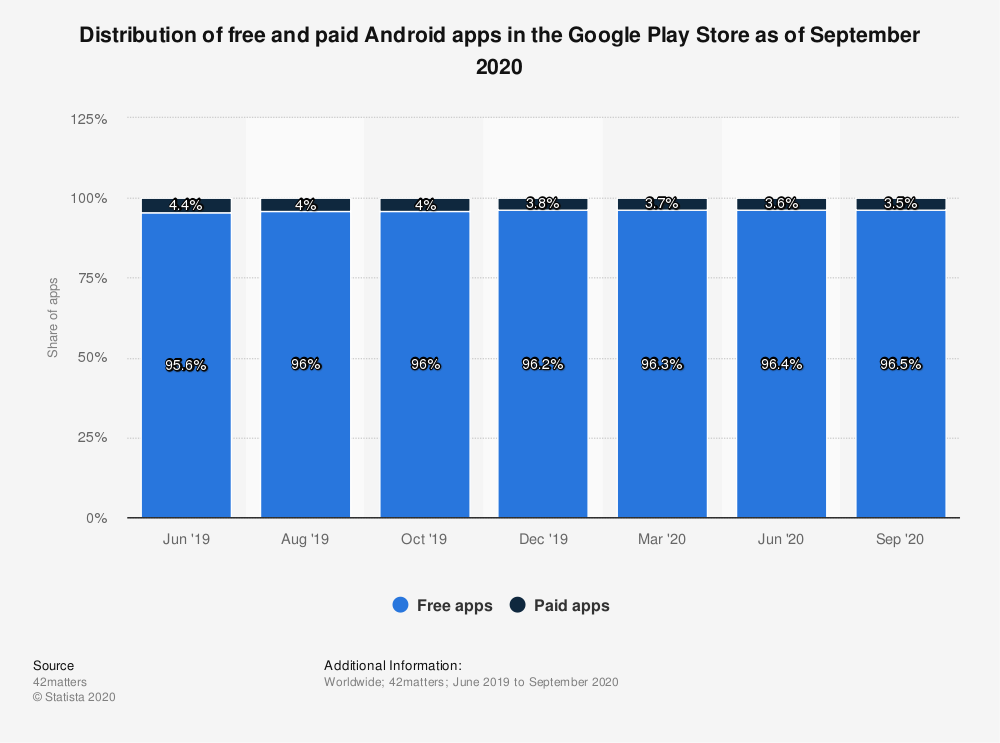 Distribution of free and paid Android apps in the Google Play Store as of September
2020
125%
100%
75%
50%
25%
0%
Share of apps
4.4%
4%
4%
3.8%
3.7%
3.6%
3.5%
95.6%
96%
96%
96.2%
96.3%
96.4%
96.5%
Jun '19
Aug '19
Oct '19
Dec '19
Mar '20
Jun '20
Sep '20
Free apps
Paid apps
Source
42matters
© Statista 2020
Additional Information:
Worldwide; 42matters; June 2019 to September 2020